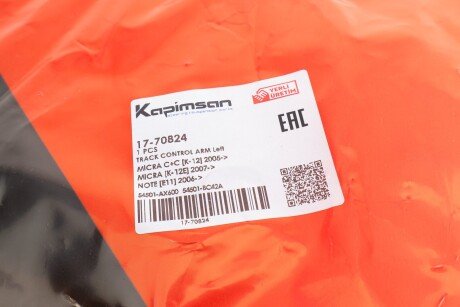 Kapimsan
YERLİ
ÜRETİM
EAC
17-70824
1 PCS
TRACK CONTROL ARM Left
MICRA C+C [K-12] 2005->
MICRA [K-12E] 2007->
NOTE [E11] 2006->
54501-AX600 54501-BC42A
17-70824